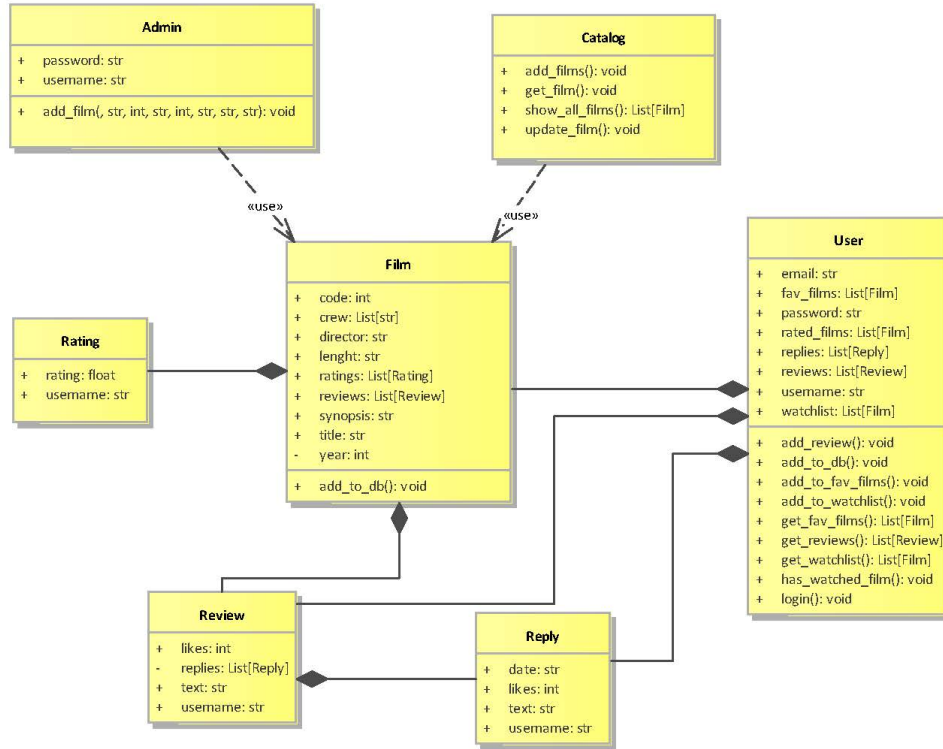 Admin
+ password: str
+ username: str
+ add_film(, str, int, str, int, str, str, str): void
Catalog
+ add_films(): void
+ get_film(): void
+ show_all_films(): List[Film]
+ update_film(): void
«use»
«use»
Film
+ code: int
+ crew: List[str]
+ director: str
+ lenght: str
+ ratings: List[Rating]
+ reviews: List[Review]
+ synopsis: str
+ title: str
- year: int
+ add_to_db(): void
User
+ email: str
+ fav_films: List[Film]
+ password: str
+ rated_films: List[Film]
+ replies: List[Reply]
+ reviews: List[Review]
+ username: str
+ watchlist: List[Film]
+ add_review(): void
+ add_to_db(): void
+ add_to_fav_films(): void
+ add_to_watchlist(): void
+ get_fav_films(): List[Film]
+ get_reviews(): List[Review]
+ get_watchlist(): List[Film]
+ has_watched_film(): void
+ login(): void
Rating
+ rating: float
+ username: str
Review
+ likes: int
- replies: List[Reply]
+ text: str
+ username: str
Reply
+ date: str
+ likes: int
+ text: str
+ username: str